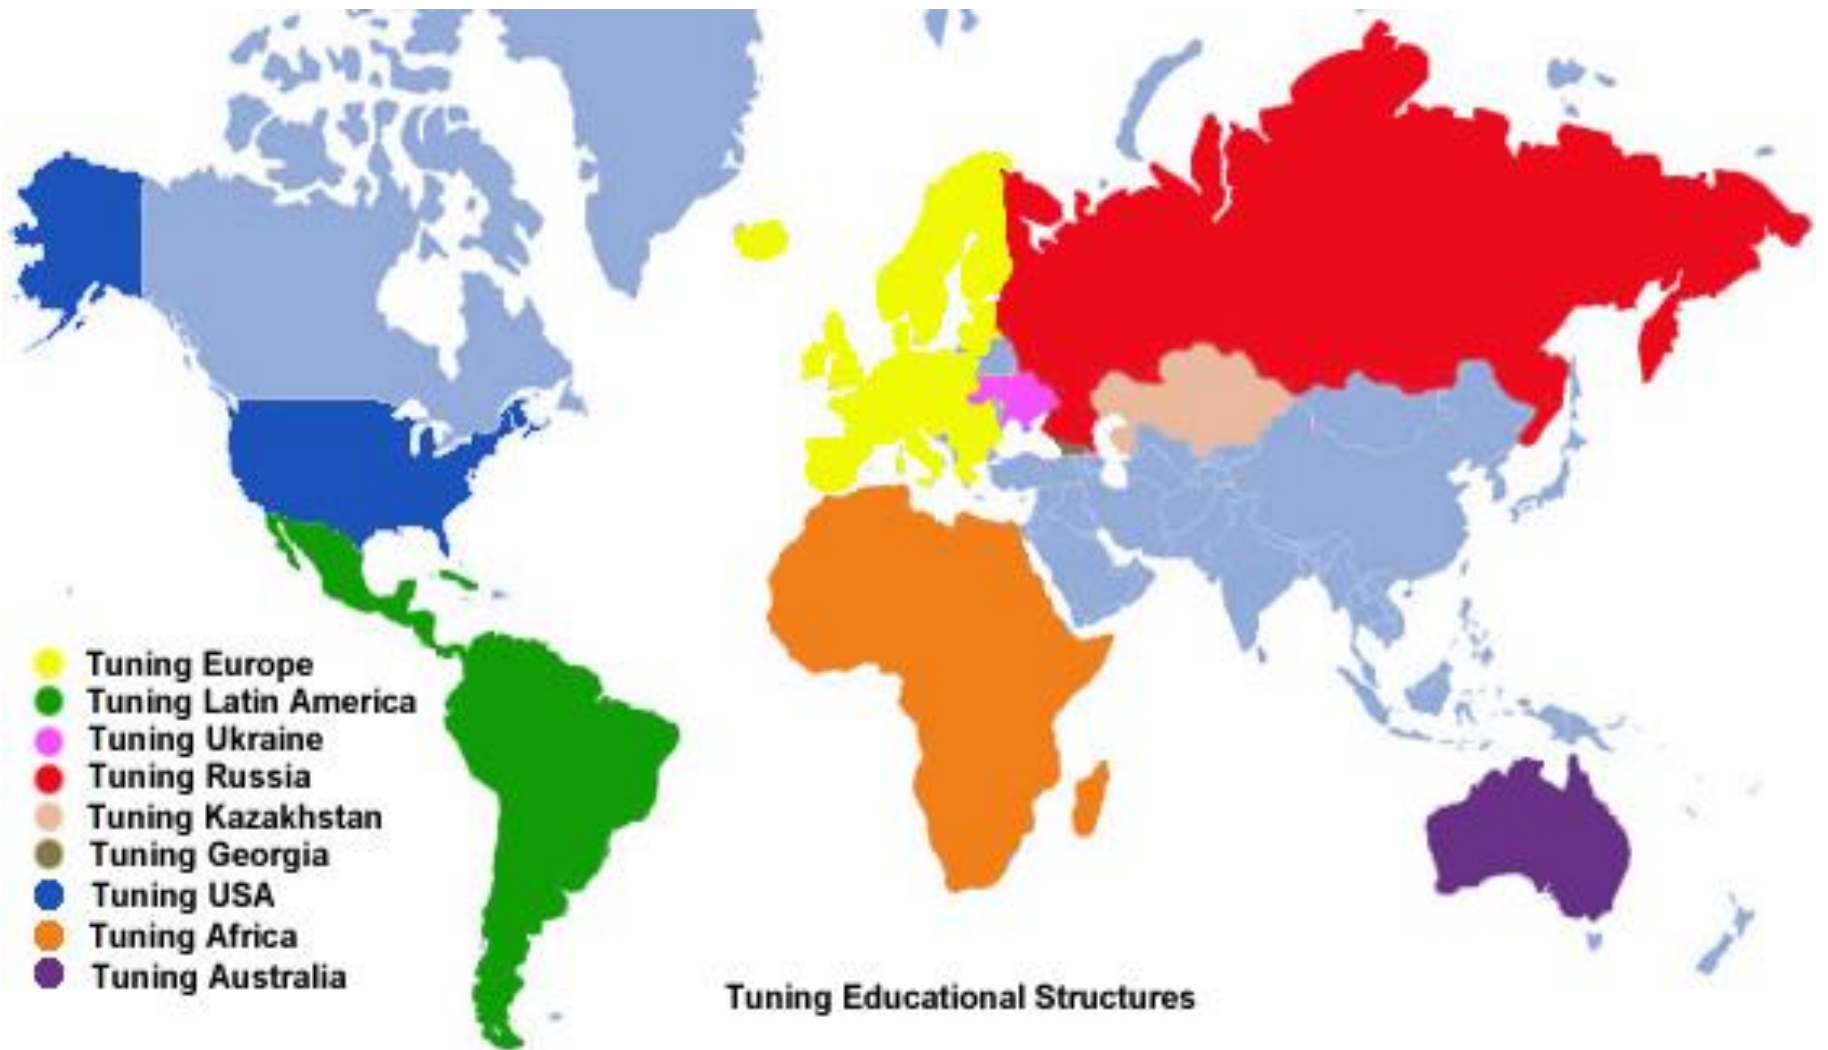 Tuning Europe
Tuning Latin America
Tuning Ukraine
Tuning Russia
Tuning Kazakhstan
Tuning Georgia
Tuning USA
Tuning Africa
Tuning Australia
Tuning Educational Structures